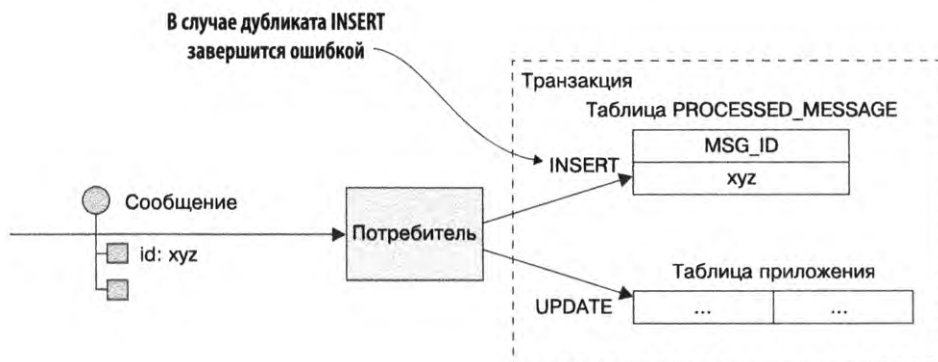 В случае дубликата INSERT
завершится ошибкой
Транзакция
Таблица PROCESSED_MESSAGE
MSG_ID
INSERT
xyz
Сообщение
Потребитель
id: xyz
Таблица приложения
UPDATE
...
...